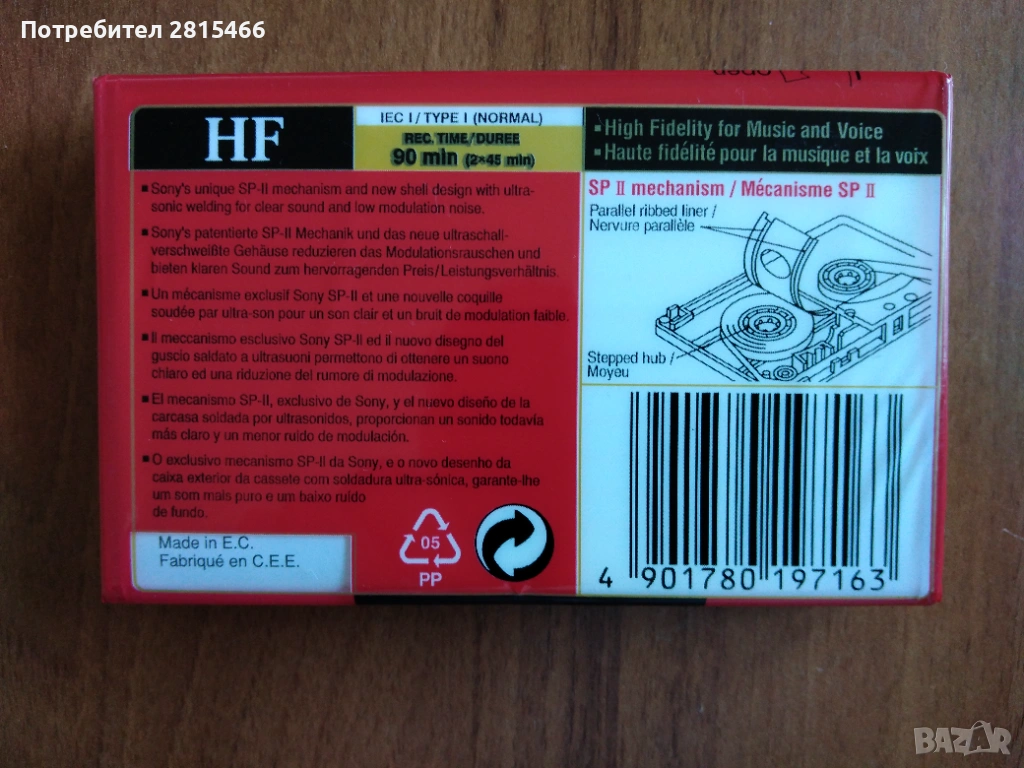 Потребител 2815466
open
HF
IEC I / TYPE I (NORMAL)
REC. TIME/DUREE
90 min (2×45 min)
▪High Fidelity for Music and Voice
▪Haute fidélité pour la musique et la voix
▪Sony's unique SP-II mechanism and new shell design with ultra-
sonic welding for clear sound and low modulation noise.
▪Sony's patentierte SP-II Mechanik und das neue ultraschall-
verschweißte Gehäuse reduzieren das Modulationsrauschen und
bieten klaren Sound zum hervorragenden Preis/Leistungsverhältnis.
▪Un mécanisme exclusif Sony SP-II et une nouvelle coquille
soudée par ultra-son pour un son clair et un bruit de modulation faible.
▪Il meccanismo esclusivo Sony SP-II ed il nuovo disegno del
guscio saldato a ultrasuoni permettono di ottenere un suono
chiaro ed una riduzione del rumore di modulazione.
▪El mecanismo SP-II, exclusivo de Sony, y el nuevo diseño de la
carcasa soldada por ultrasonidos, proporcionan un sonido todavía
más claro y un menor ruido de modulación.
▪O exclusivo mecanismo SP-II da Sony, e o novo desenho da
caixa exterior da cassete com soldadura ultra-sónica, garante-lhe
um som mais puro e um baixo ruído
de fundo.
SP II mechanism / Mécanisme SP II
Parallel ribbed liner /
Nervure parallèle
Stepped hub /
Moyeu
Made in E.C.
Fabriqué en C.E.E.
05
PP
4 901780 197163
BAZAR